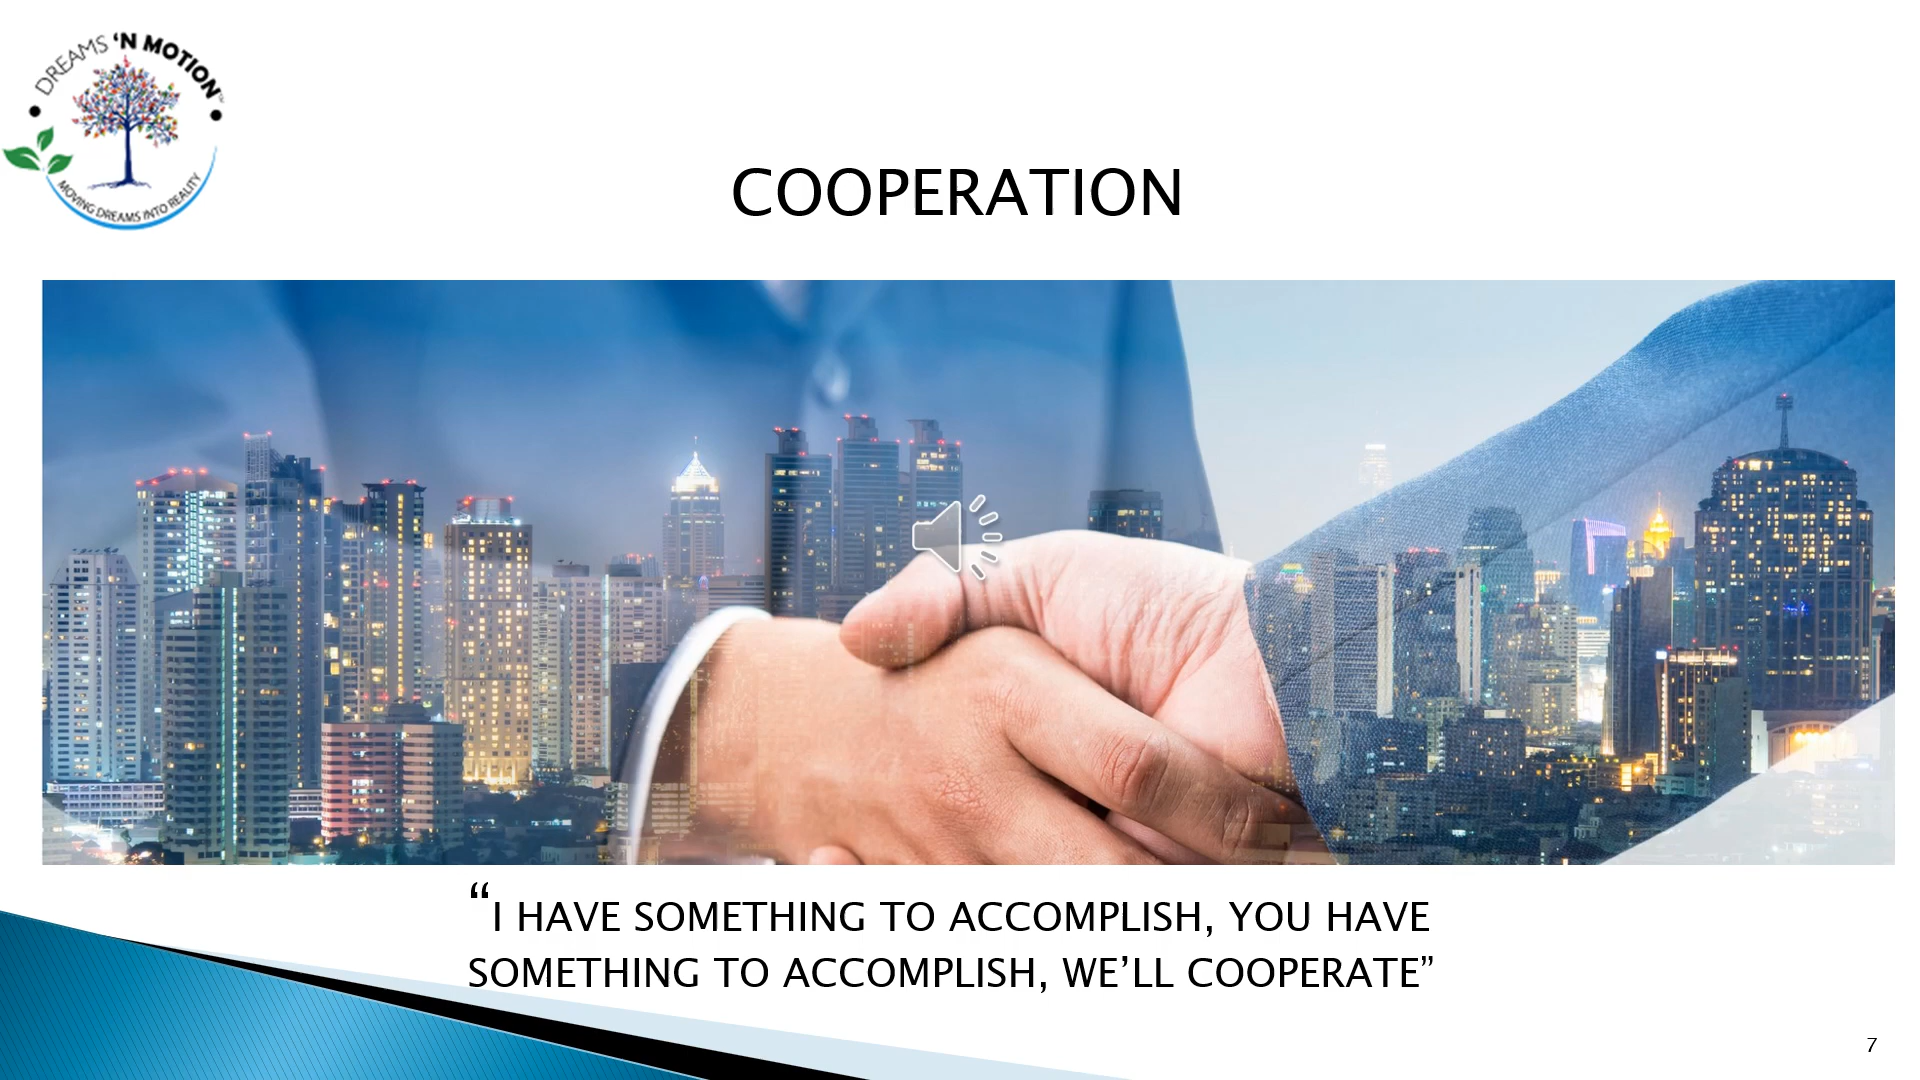 DREAMS ‘N MOTION
MOVING DREAMS INTO REALITY
COOPERATION
“I HAVE SOMETHING TO ACCOMPLISH, YOU HAVE
SOMETHING TO ACCOMPLISH, WE’LL COOPERATE”
7